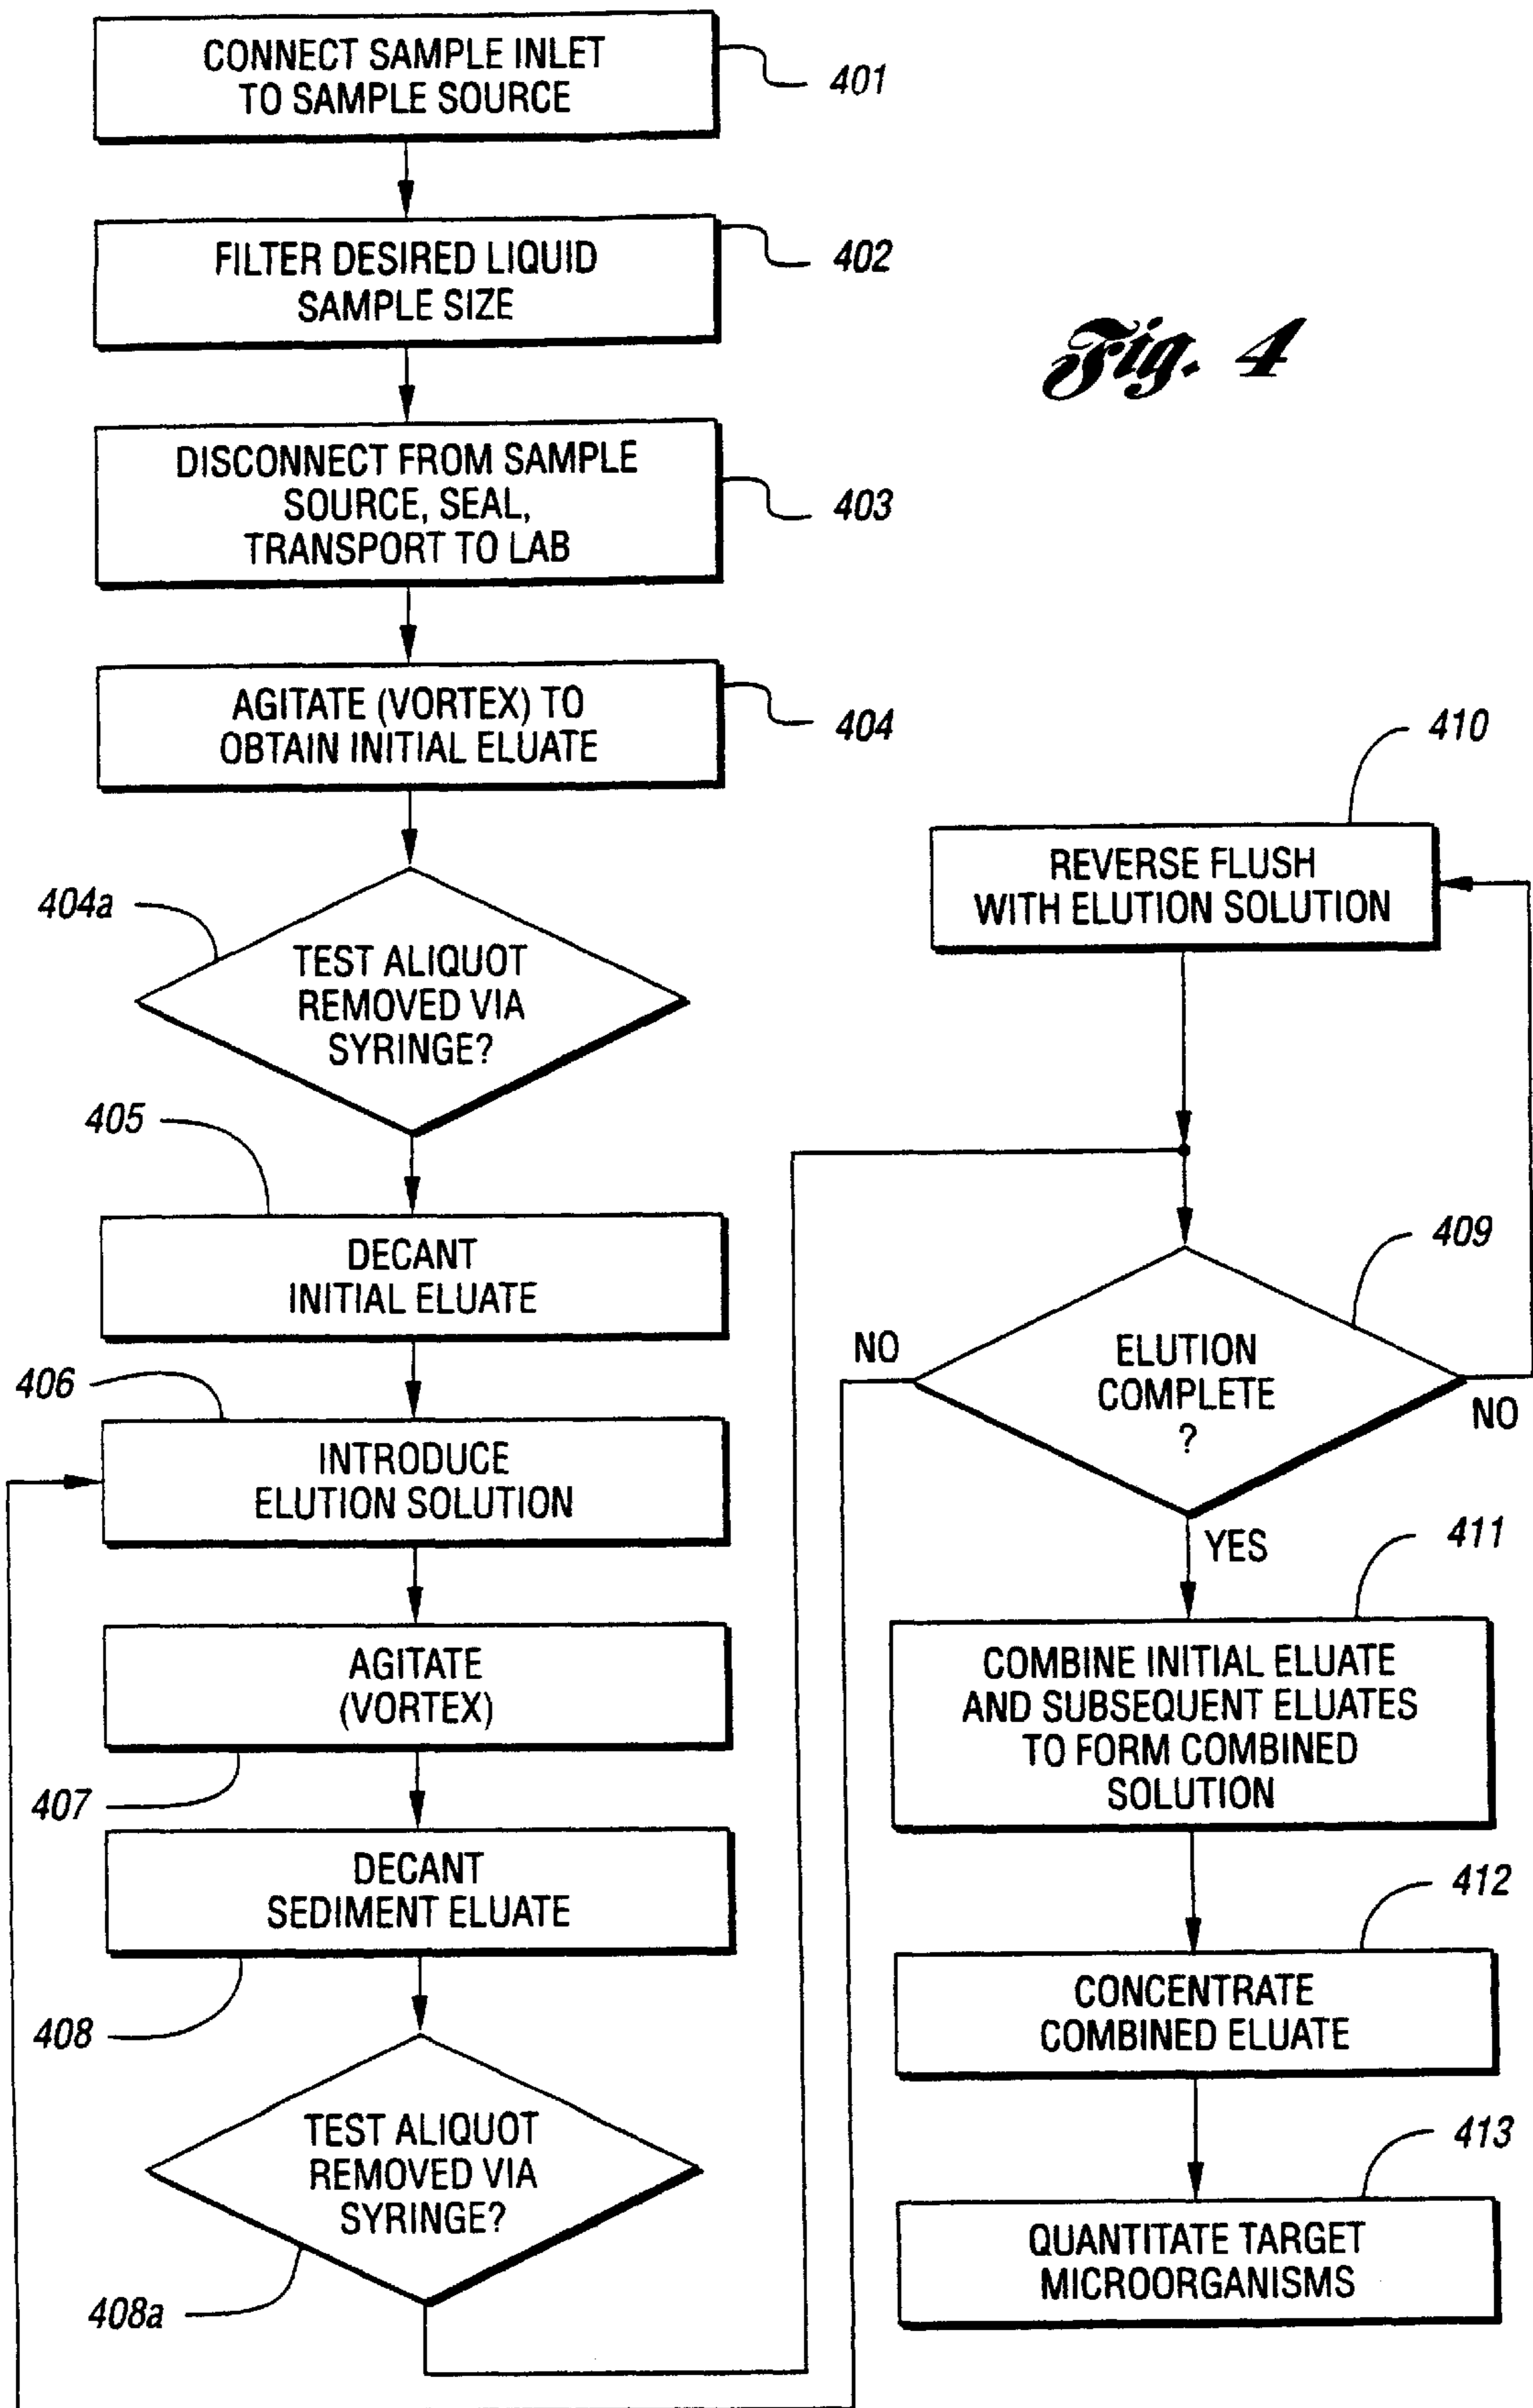 CONNECT SAMPLE INLET
TO SAMPLE SOURCE
401
FILTER DESIRED LIQUID
SAMPLE SIZE
402
Fig. 4
DISCONNECT FROM SAMPLE
SOURCE, SEAL,
TRANSPORT TO LAB
403
AGITATE (VORTEX) TO
OBTAIN INITIAL ELUATE
404
404a
TEST ALIQUOT
REMOVED VIA
SYRINGE?
405
DECANT
INITIAL ELUATE
406
INTRODUCE
ELUTION SOLUTION
AGITATE
(VORTEX)
407
DECANT
SEDIMENT ELUATE
408
TEST ALIQUOT
REMOVED VIA
SYRINGE?
408a
410
REVERSE FLUSH
WITH ELUTION SOLUTION
409
NO
ELUTION
COMPLETE
?
NO
YES
411
COMBINE INITIAL ELUATE
AND SUBSEQUENT ELUATES
TO FORM COMBINED
SOLUTION
412
CONCENTRATE
COMBINED ELUATE
413
QUANTITATE TARGET
MICROORGANISMS